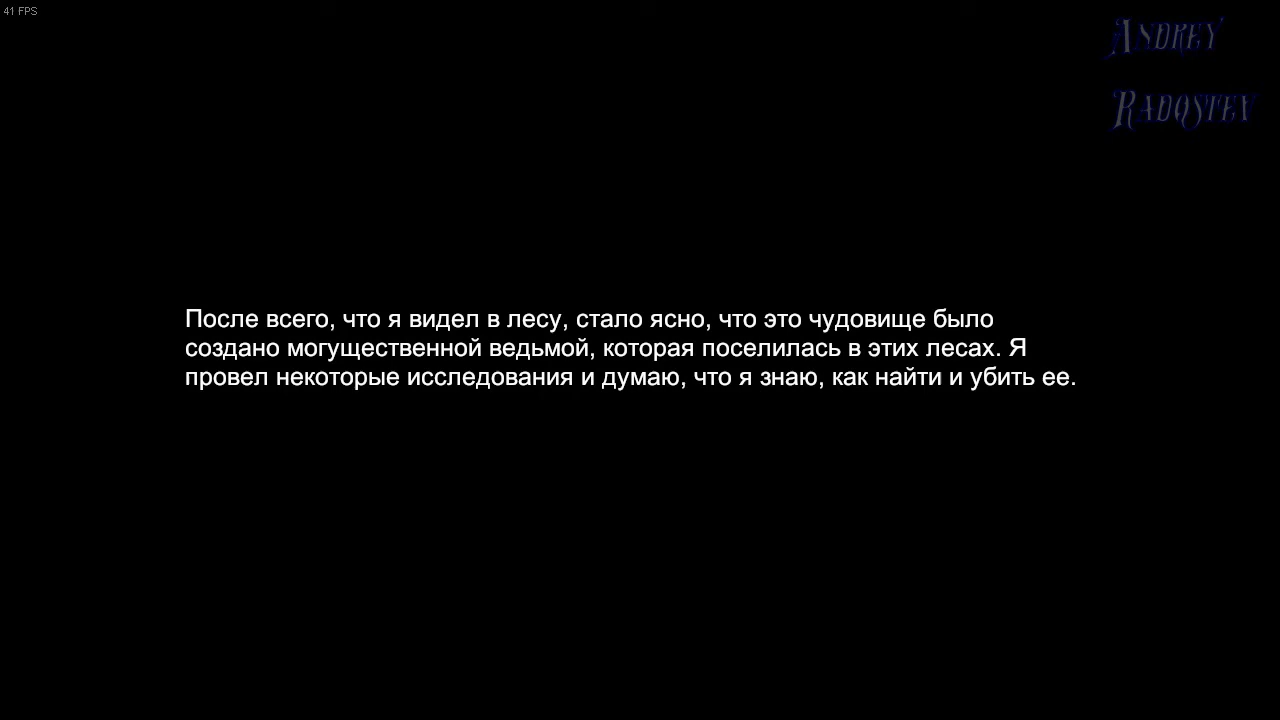 41 FPS
Andrey
Radostev
После всего, что я видел в лесу, стало ясно, что это чудовище было
создано могущественной ведьмой, которая поселилась в этих лесах. Я
провел некоторые исследования и думаю, что я знаю, как найти и убить ее.